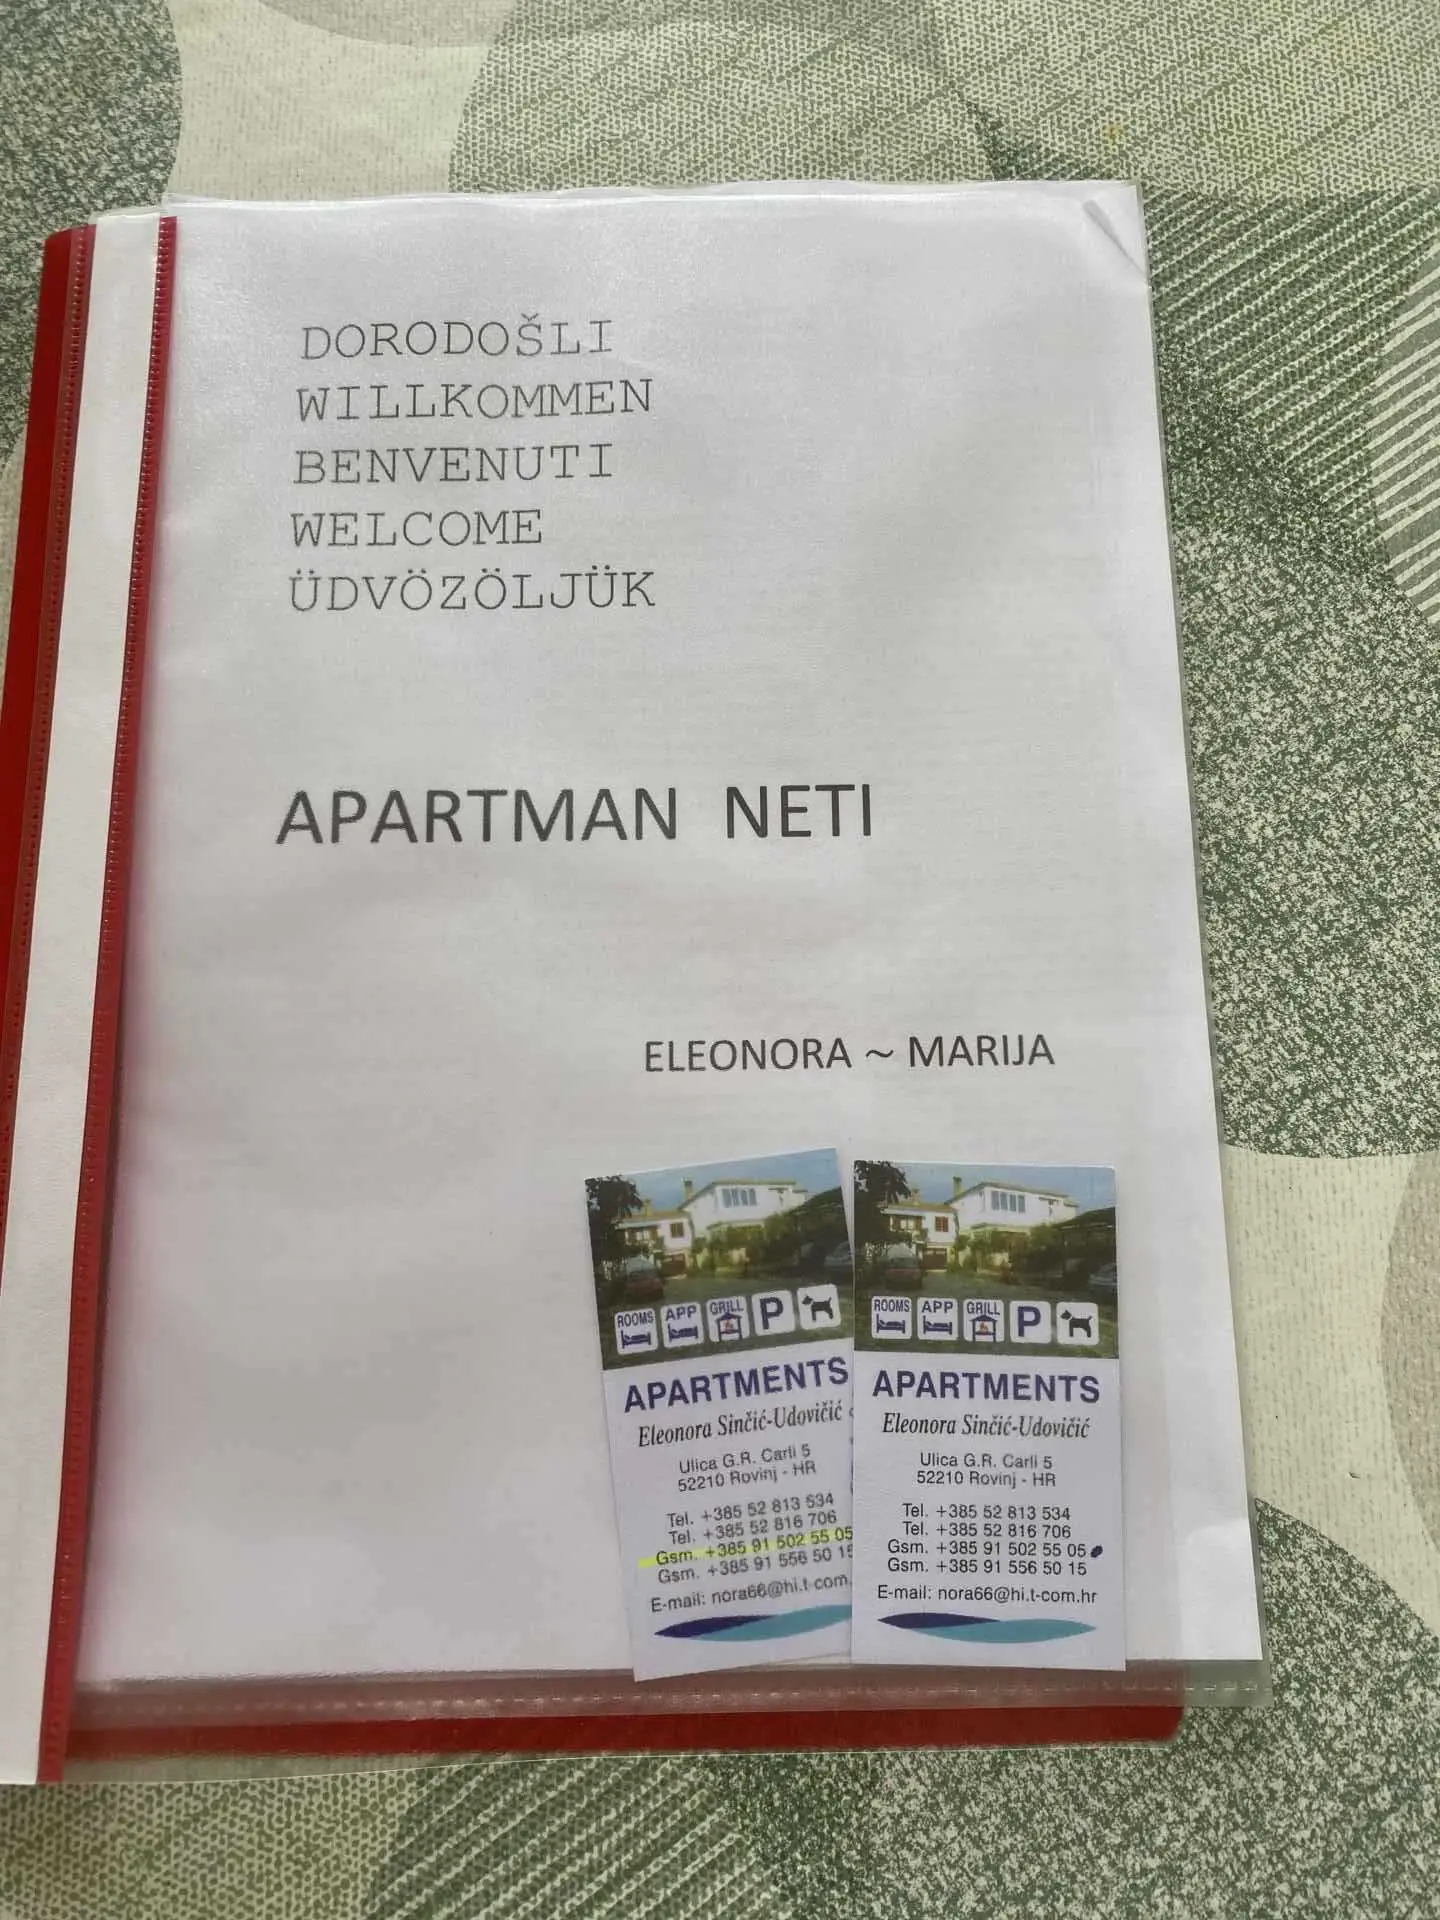 DORODOŠLI
WILLKOMMEN
BENVENUTI
WELCOME
ÜDVÖZÖLJÜK
APARTMAN NETI
ELEONORA ~ MARIJA
ROOMS APP GRILL P
APARTMENTS
Eleonora Sinčić-Udovičić
Ulica G.R. Carli 5
52210 Rovinj - HR
Tel. +385 52 813 534
Tel. +385 52 816 706
Gsm. +385 91 502 55 05
Gsm. +385 91 556 50 15
E-mail: nora66@hi.t-com.
ROOMS APP GRILL P
APARTMENTS
Eleonora Sinčić-Udovičić
Ulica G.R. Carli 5
52210 Rovinj - HR
Tel. +385 52 813 534
Tel. +385 52 816 706
Gsm. +385 91 502 55 05
Gsm. +385 91 556 50 15
E-mail: nora66@hi.t-com.hr